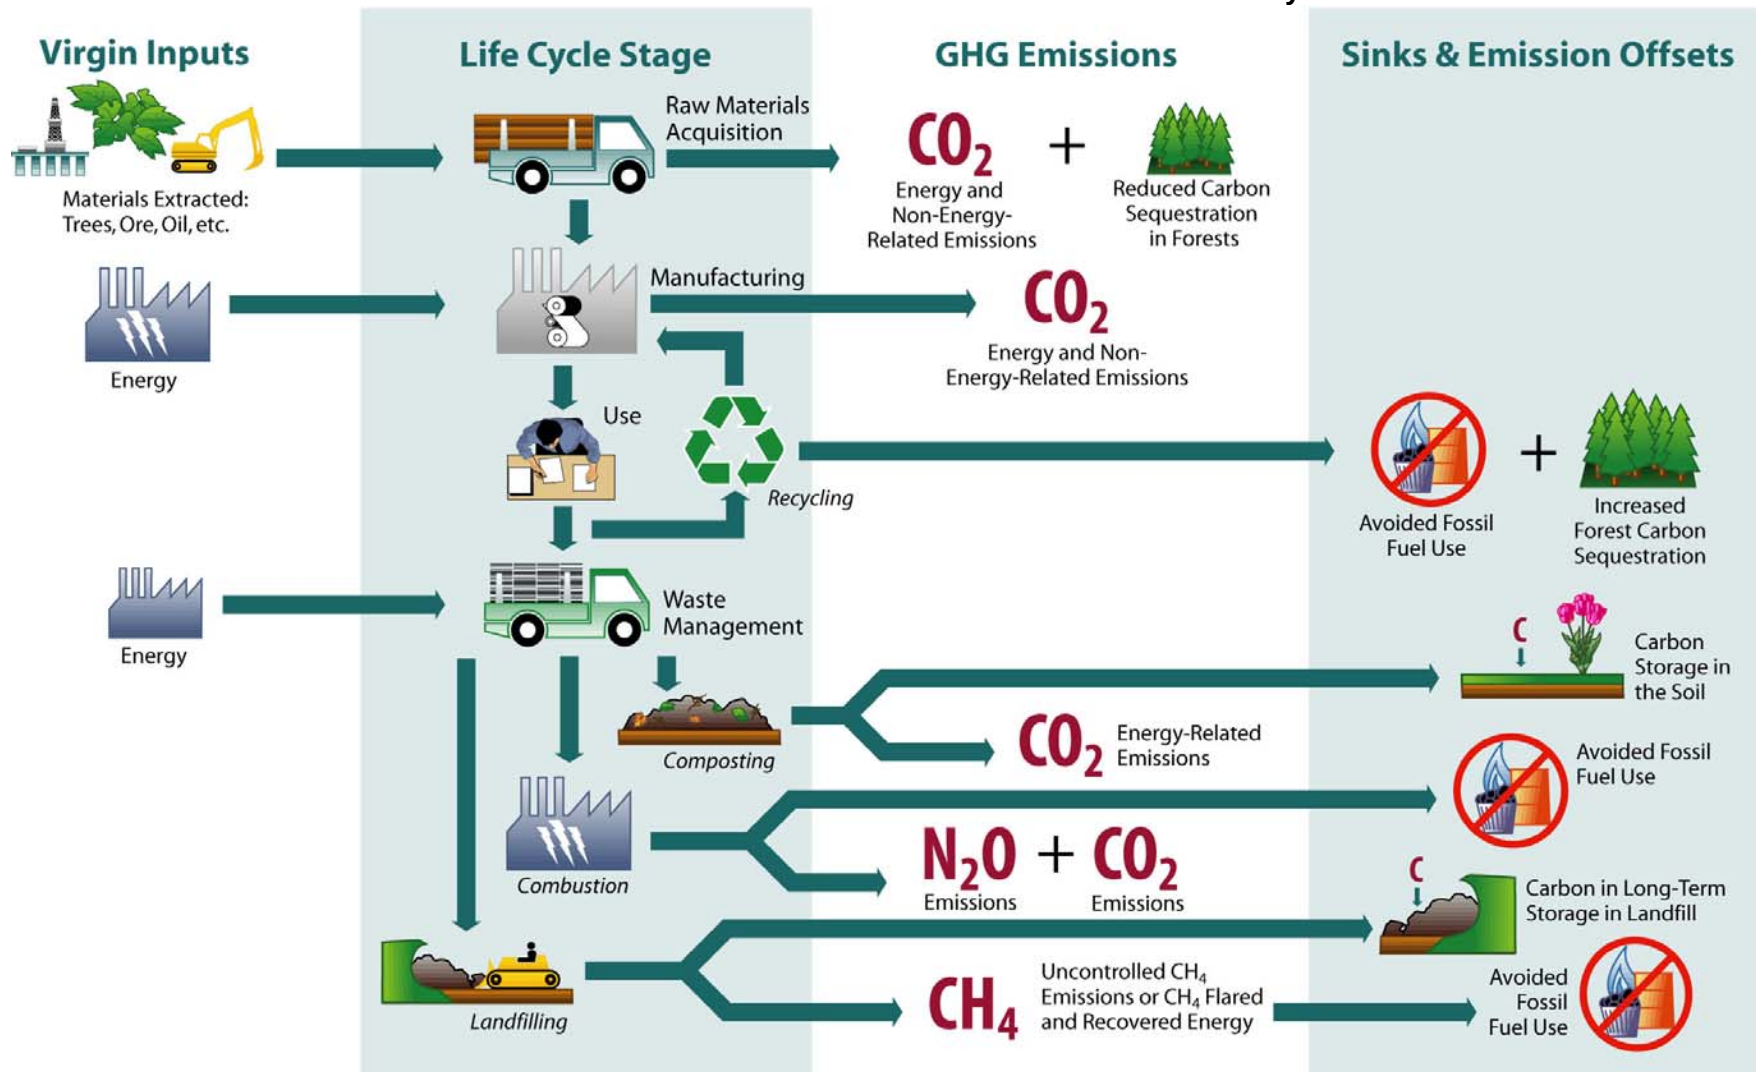 Virgin Inputs
Life Cycle Stage
GHG Emissions
Sinks & Emission Offsets
Materials Extracted:
Trees, Ore, Oil, etc.
Raw Materials
Acquisition
CO₂
Energy and
Non-Energy-
Related Emissions
+
Reduced Carbon
Sequestration
in Forests
Energy
Manufacturing
CO₂
Energy and Non-
Energy-Related Emissions
Use
Recycling
Avoided Fossil
Fuel Use
+
Increased
Forest Carbon
Sequestration
Energy
Waste
Management
Composting
C
Carbon
Storage in
the Soil
CO₂
Energy-Related
Emissions
Combustion
Avoided Fossil
Fuel Use
N₂O + CO₂
Emissions
Emissions
Landfilling
C
Carbon in Long-Term
Storage in Landfill
CH₄
Uncontrolled CH₄
Emissions or CH₄ Flared
and Recovered Energy
Avoided
Fossil
Fuel Use